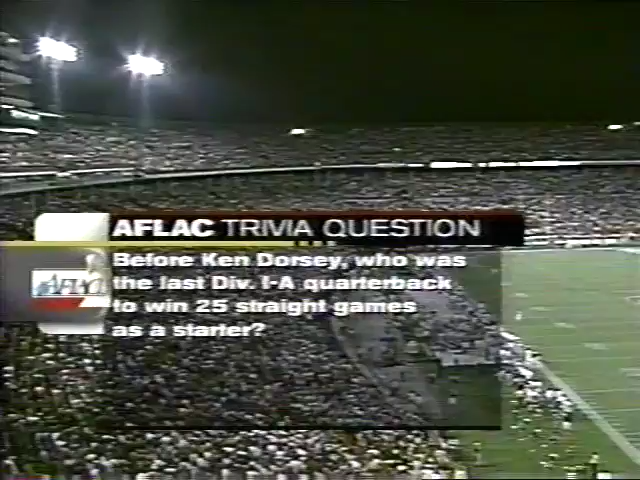 AFLAC TRIVIA QUESTION
Before Ken Dorsey, who was
the last Div. I-A quarterback
to win 25 straight games
as a starter?
AFLAC